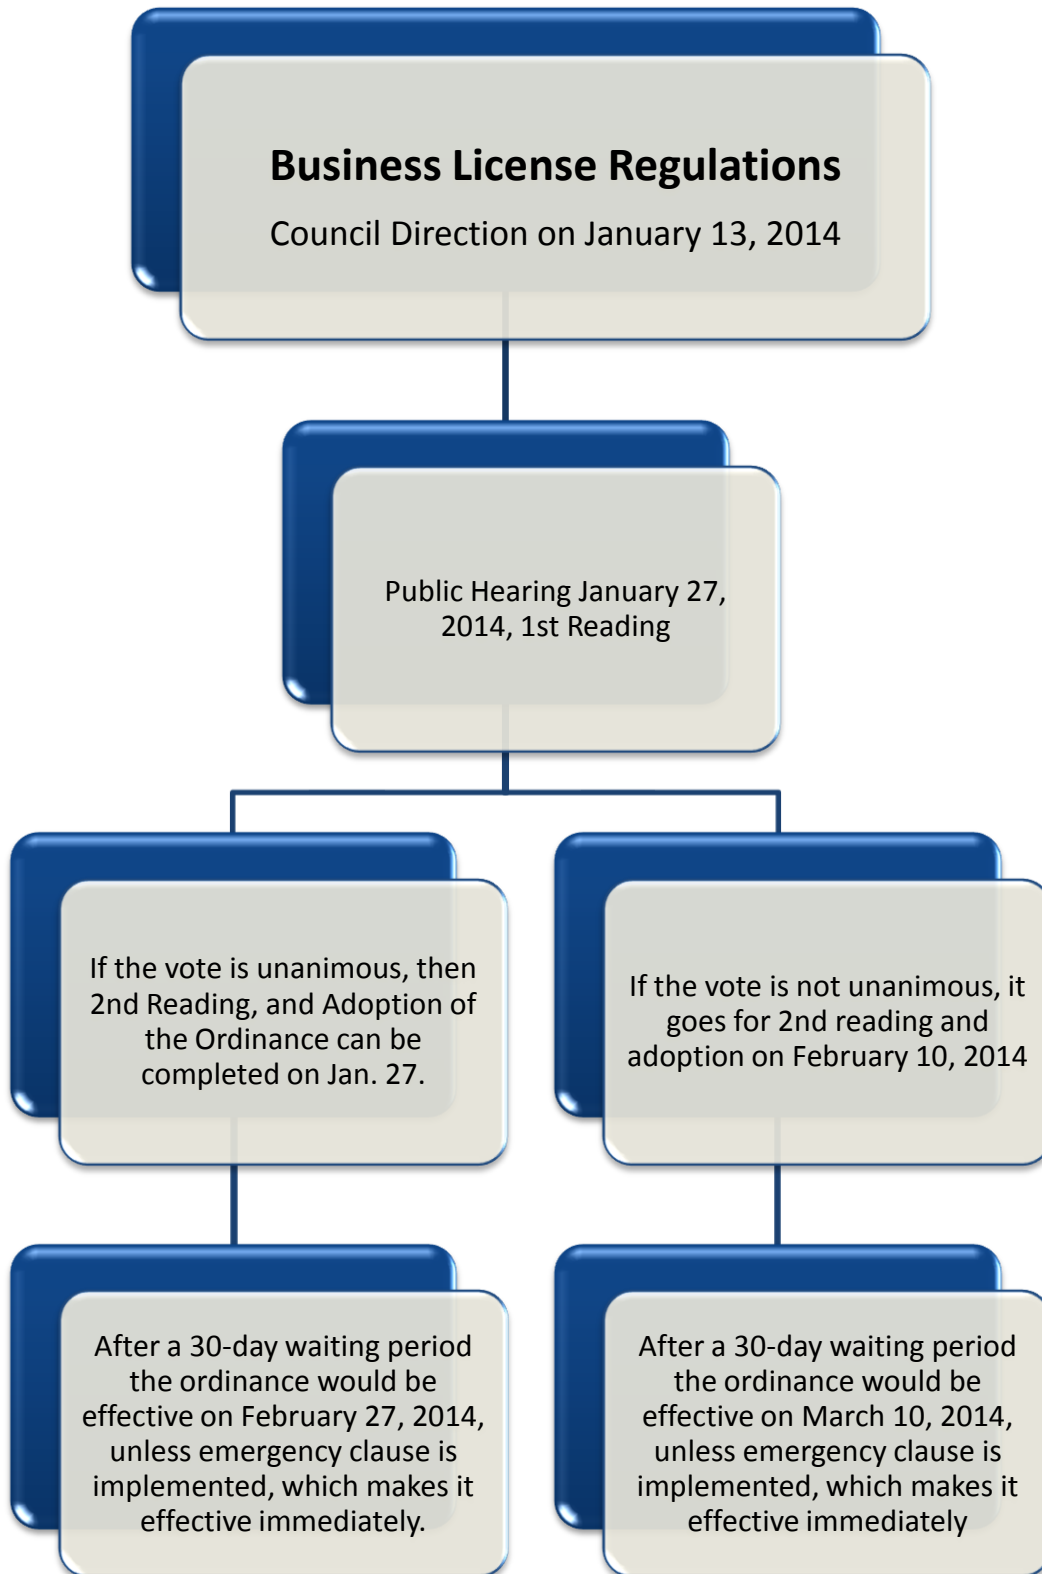 Business License Regulations
Council Direction on January 13, 2014
Public Hearing January 27,
2014, 1st Reading
If the vote is unanimous, then
2nd Reading, and Adoption of
the Ordinance can be
completed on Jan. 27.
If the vote is not unanimous, it
goes for 2nd reading and
adoption on February 10, 2014
After a 30-day waiting period
the ordinance would be
effective on February 27, 2014,
unless emergency clause is
implemented, which makes it
effective immediately.
After a 30-day waiting period
the ordinance would be
effective on March 10, 2014,
unless emergency clause is
implemented, which makes it
effective immediately